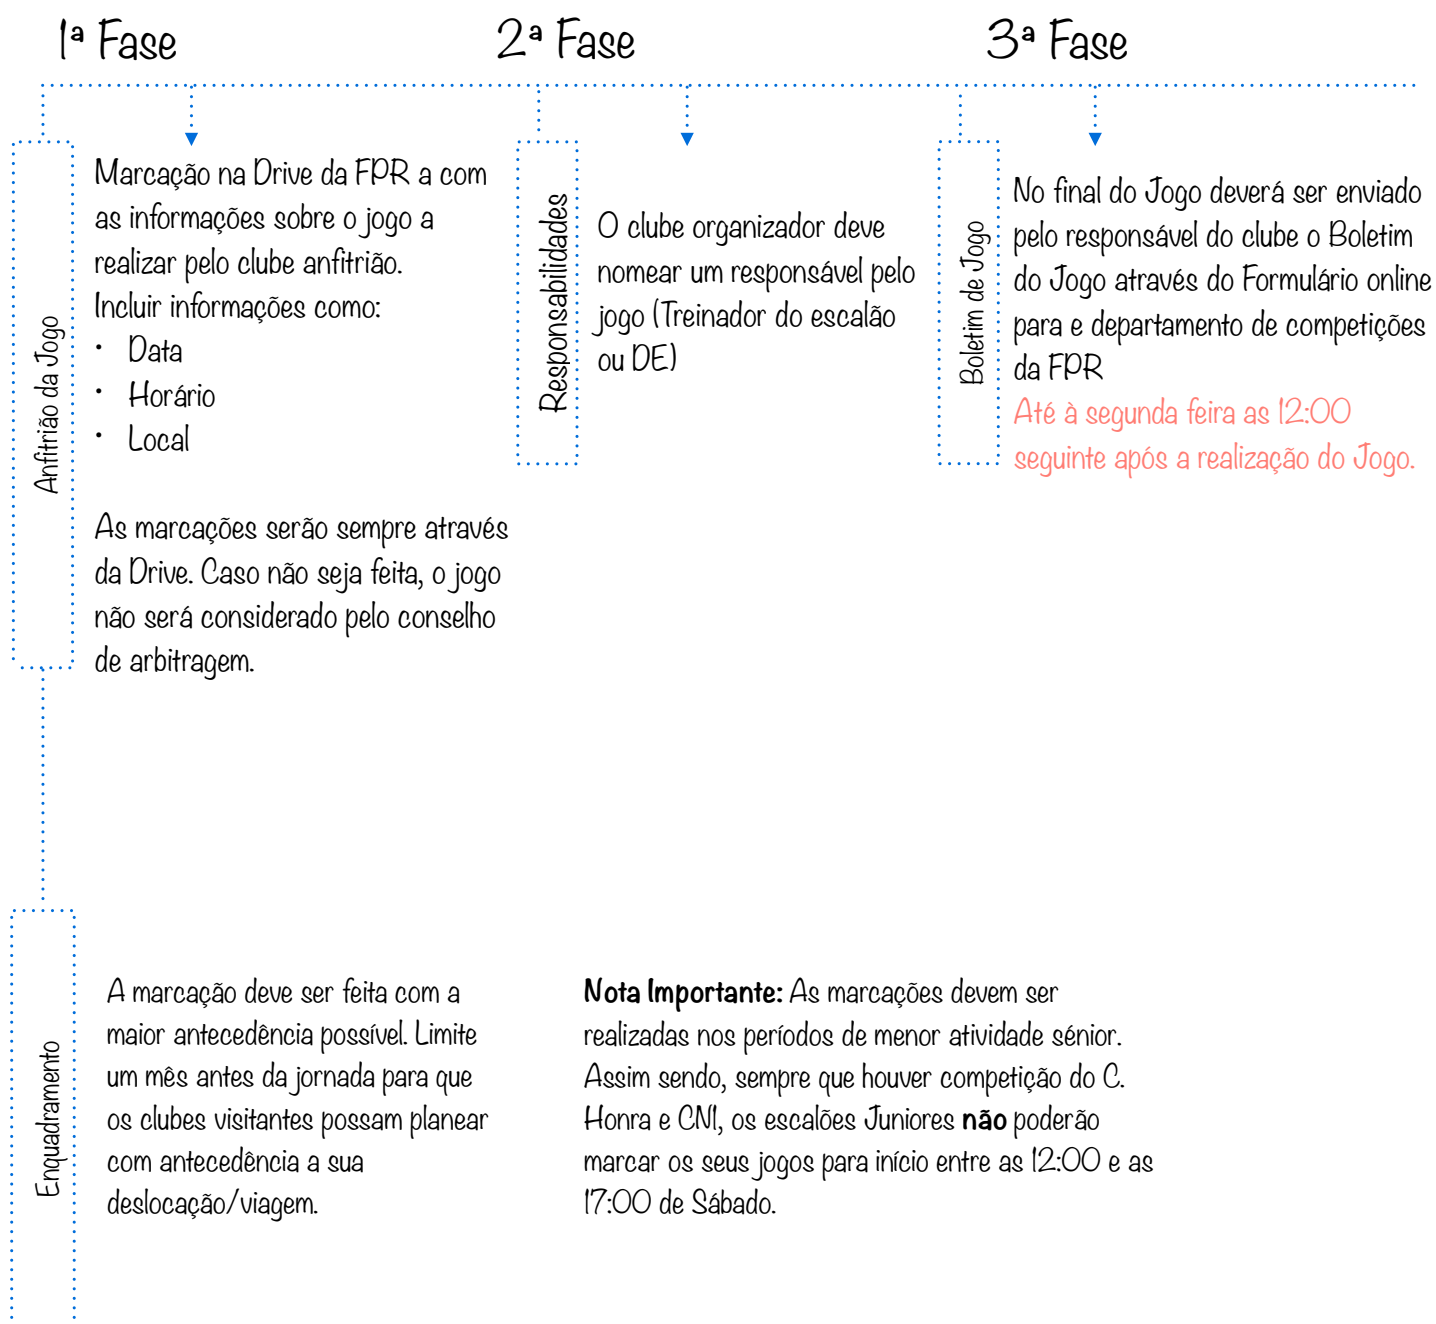 1ª Fase
2ª Fase
3ª Fase
Anfitrião da Jogo
Marcação na Drive da FPR a com
as informações sobre o jogo a
realizar pelo clube anfitrião.
Incluir informações como:
• Data
• Horário
• Local
As marcações serão sempre através
da Drive. Caso não seja feita, o jogo
não será considerado pelo conselho
de arbitragem.
Responsabilidades
O clube organizador deve
nomear um responsável pelo
jogo (Treinador do escalão
ou DE)
Boletim de Jogo
No final do Jogo deverá ser enviado
pelo responsável do clube o Boletim
do Jogo através do Formulário online
para e departamento de competições
da FPR
Até à segunda feira as 12:00
seguinte após a realização do Jogo.
Enquadramento
A marcação deve ser feita com a
maior antecedência possível. Limite
um mês antes da jornada para que
os clubes visitantes possam planear
com antecedência a sua
deslocação/viagem.
Nota Importante: As marcações devem ser
realizadas nos períodos de menor atividade sénior.
Assim sendo, sempre que houver competição do C.
Honra e CN1, os escalões Juniores não poderão
marcar os seus jogos para início entre as 12:00 e as
17:00 de Sábado.